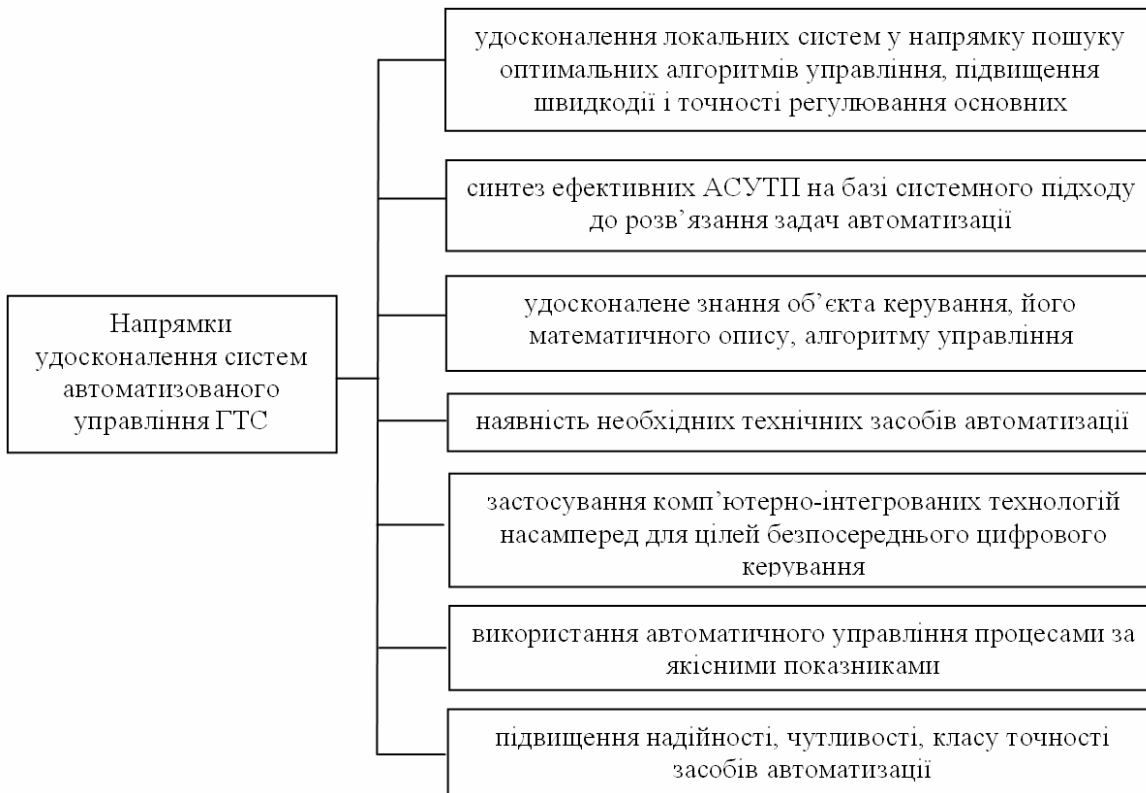 удосконалення локальних систем у напрямку пошуку
оптимальних алгоритмів управління, підвищення
швидкодії і точності регулювання основних
синтез ефективних АСУТП на базі системного підходу
до розв’язання задач автоматизації
удосконалене знання об’єкта керування, його
математичного опису, алгоритму управління
Напрямки
удосконалення систем
автоматизованого
управління ГТС
наявність необхідних технічних засобів автоматизації
застосування комп’ютерно-інтегрованих технологій
насамперед для цілей безпосереднього цифрового
керування
використання автоматичного управління процесами за
якісними показниками
підвищення надійності, чутливості, класу точності
засобів автоматизації